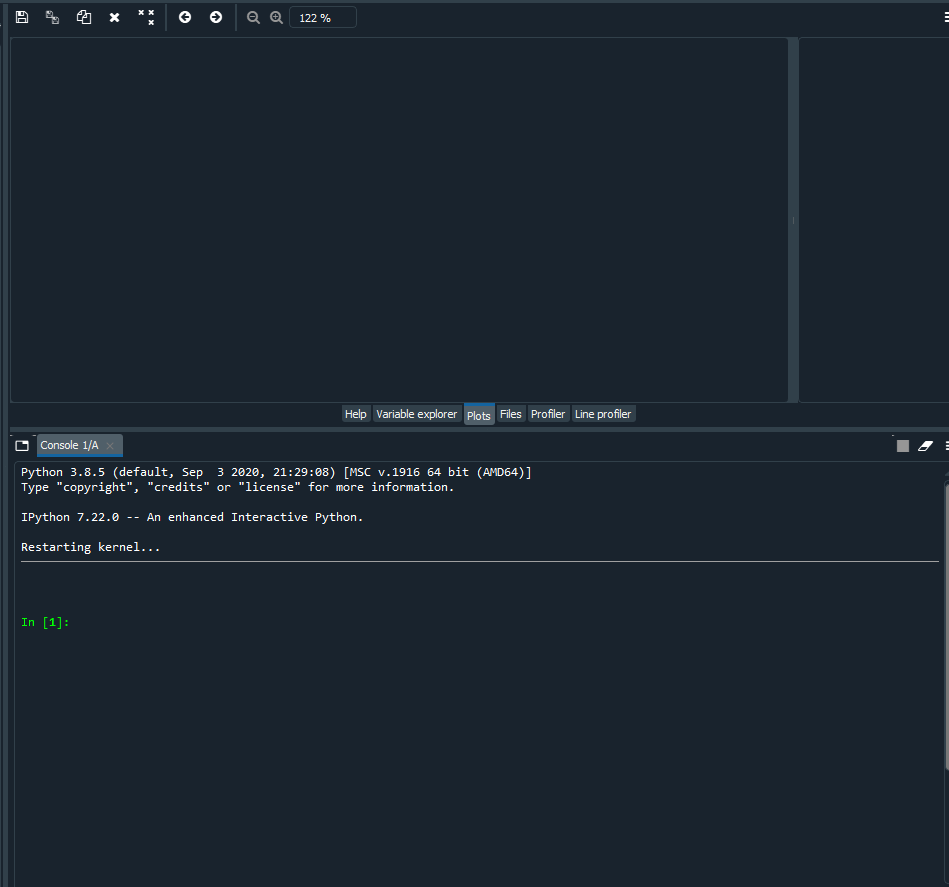 122 %
Help Variable explorer Plots Files Profiler Line profiler
Console 1/A
Python 3.8.5 (default, Sep  3 2020, 21:29:08) [MSC v.1916 64 bit (AMD64)]
Type "copyright", "credits" or "license" for more information.
IPython 7.22.0 -- An enhanced Interactive Python.
Restarting kernel...
In [1]: